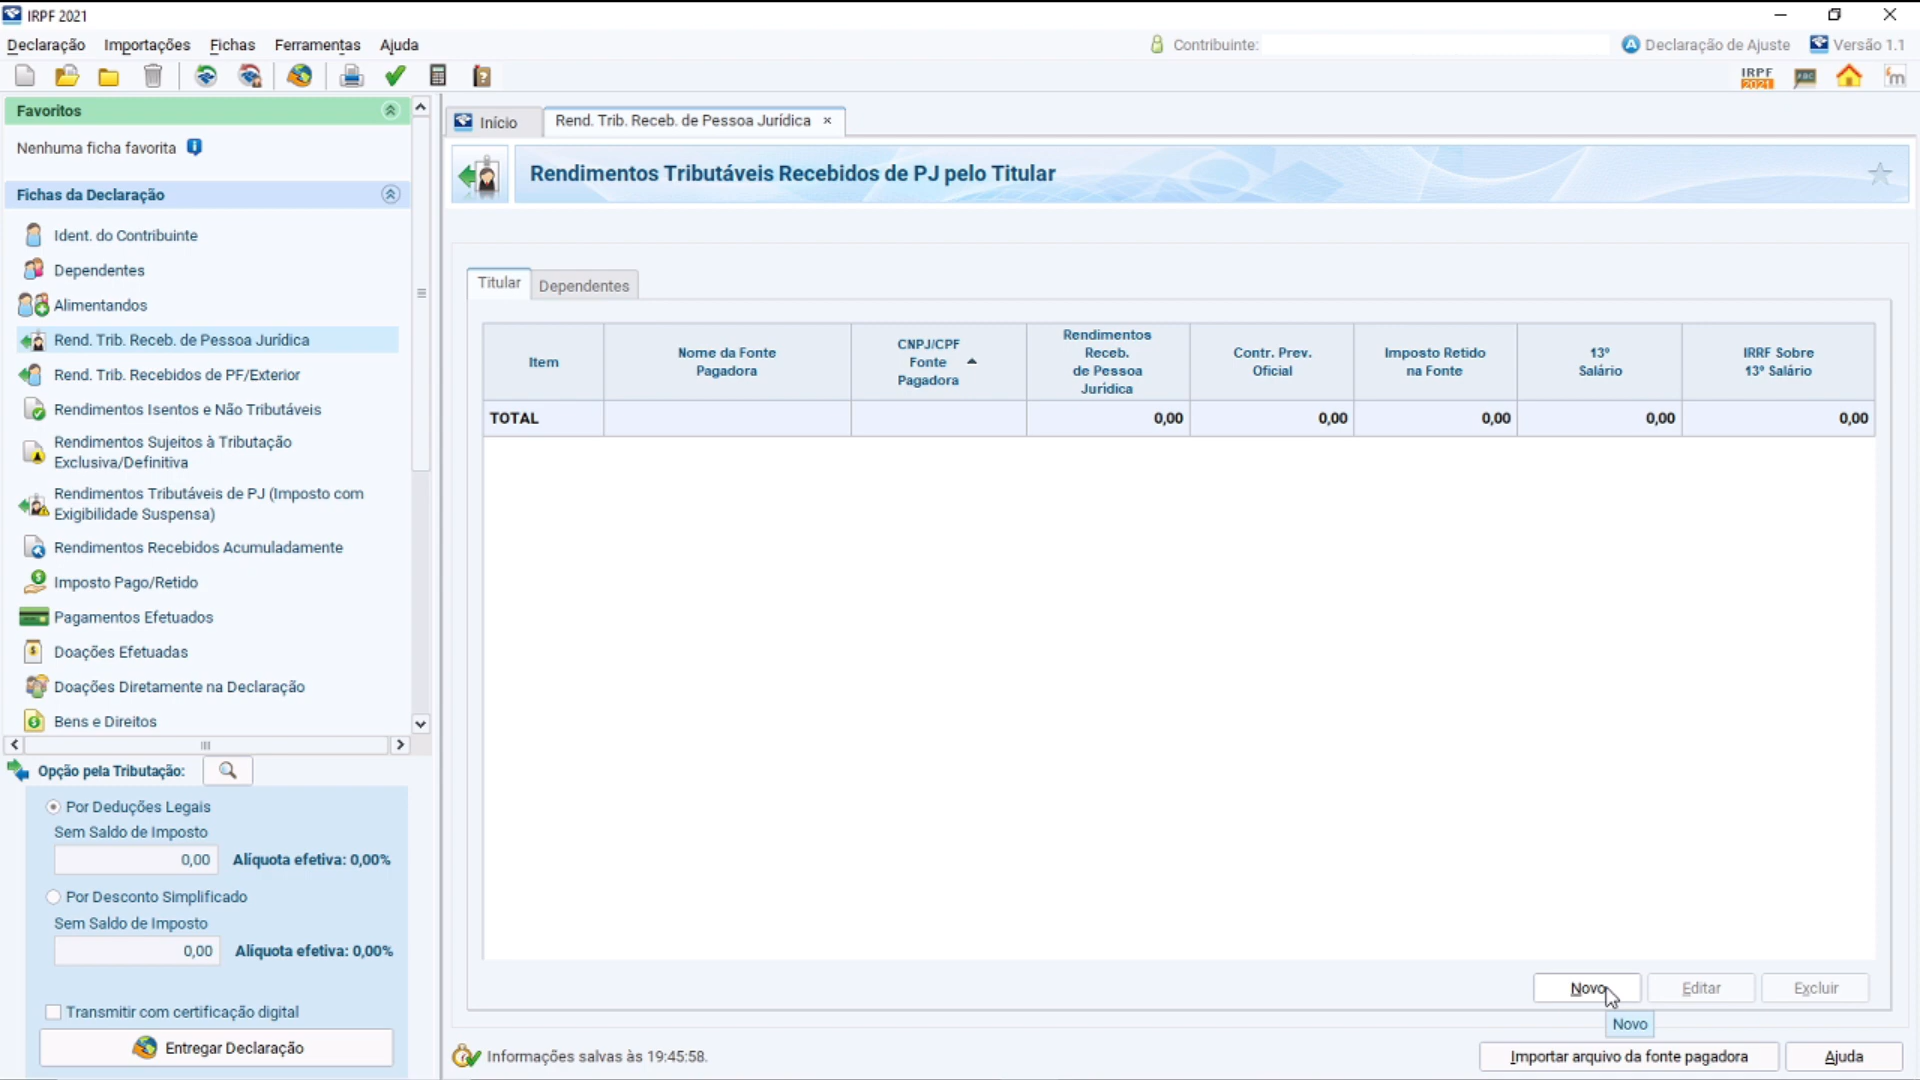 IRPF 2021
Declaração Importações Fichas Ferramentas Ajuda
Contribuinte:
Declaração de Ajuste
Versão 1.1
IRPF
2021
ABC
Favoritos
Nenhuma ficha favorita
Fichas da Declaração
Ident. do Contribuinte
Dependentes
Alimentandos
Rend. Trib. Receb. de Pessoa Jurídica
Rend. Trib. Recebidos de PF/Exterior
Rendimentos Isentos e Não Tributáveis
Rendimentos Sujeitos à Tributação
Exclusiva/Definitiva
Rendimentos Tributáveis de PJ (Imposto com
Exigibilidade Suspensa)
Rendimentos Recebidos Acumuladamente
Imposto Pago/Retido
Pagamentos Efetuados
Doações Efetuadas
Doações Diretamente na Declaração
Bens e Direitos
Opção pela Tributação:
Por Deduções Legais
Sem Saldo de Imposto
0,00 Alíquota efetiva: 0,00%
Por Desconto Simplificado
Sem Saldo de Imposto
0,00 Alíquota efetiva: 0,00%
Transmitir com certificação digital
Entregar Declaração
Início
Rend. Trib. Receb. de Pessoa Jurídica ×
Rendimentos Tributáveis Recebidos de PJ pelo Titular
Titular Dependentes
Item
Nome da Fonte
Pagadora
CNPJ/CPF
Fonte
Pagadora
Rendimentos
Receb.
de Pessoa
Jurídica
Contr. Prev.
Oficial
Imposto Retido
na Fonte
13º
Salário
IRRF Sobre
13º Salário
TOTAL 0,00 0,00 0,00 0,00 0,00
Novo Editar Excluir
Novo
Informações salvas às 19:45:58.
Importar arquivo da fonte pagadora
Ajuda